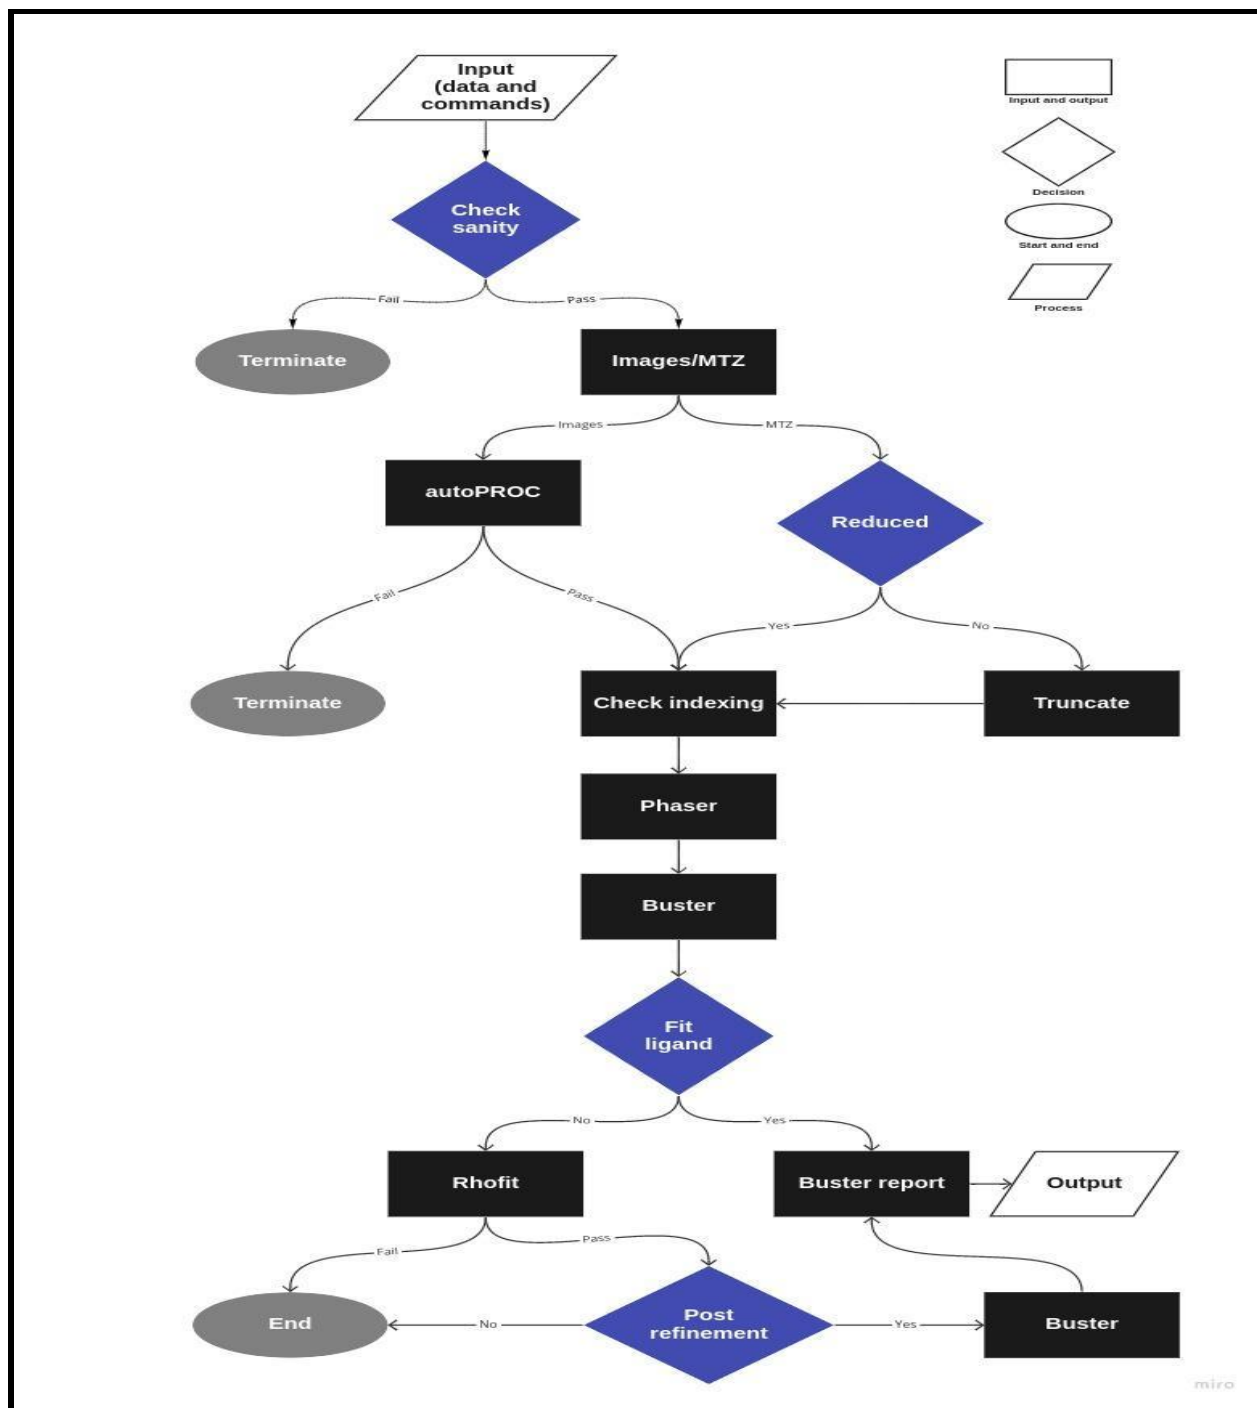 Input
(data and
commands)
Input and output
Decision
Start and end
Process
Check
sanity
Fail
Pass
Terminate
Images/MTZ
Images
MTZ
autoPROC
Reduced
Fail
Pass
Yes
No
Terminate
Check indexing
Truncate
Phaser
Buster
Fit
ligand
No
Yes
Rhofit
Buster report
Output
Fail
Pass
End
No
Post
refinement
Yes
Buster
miro